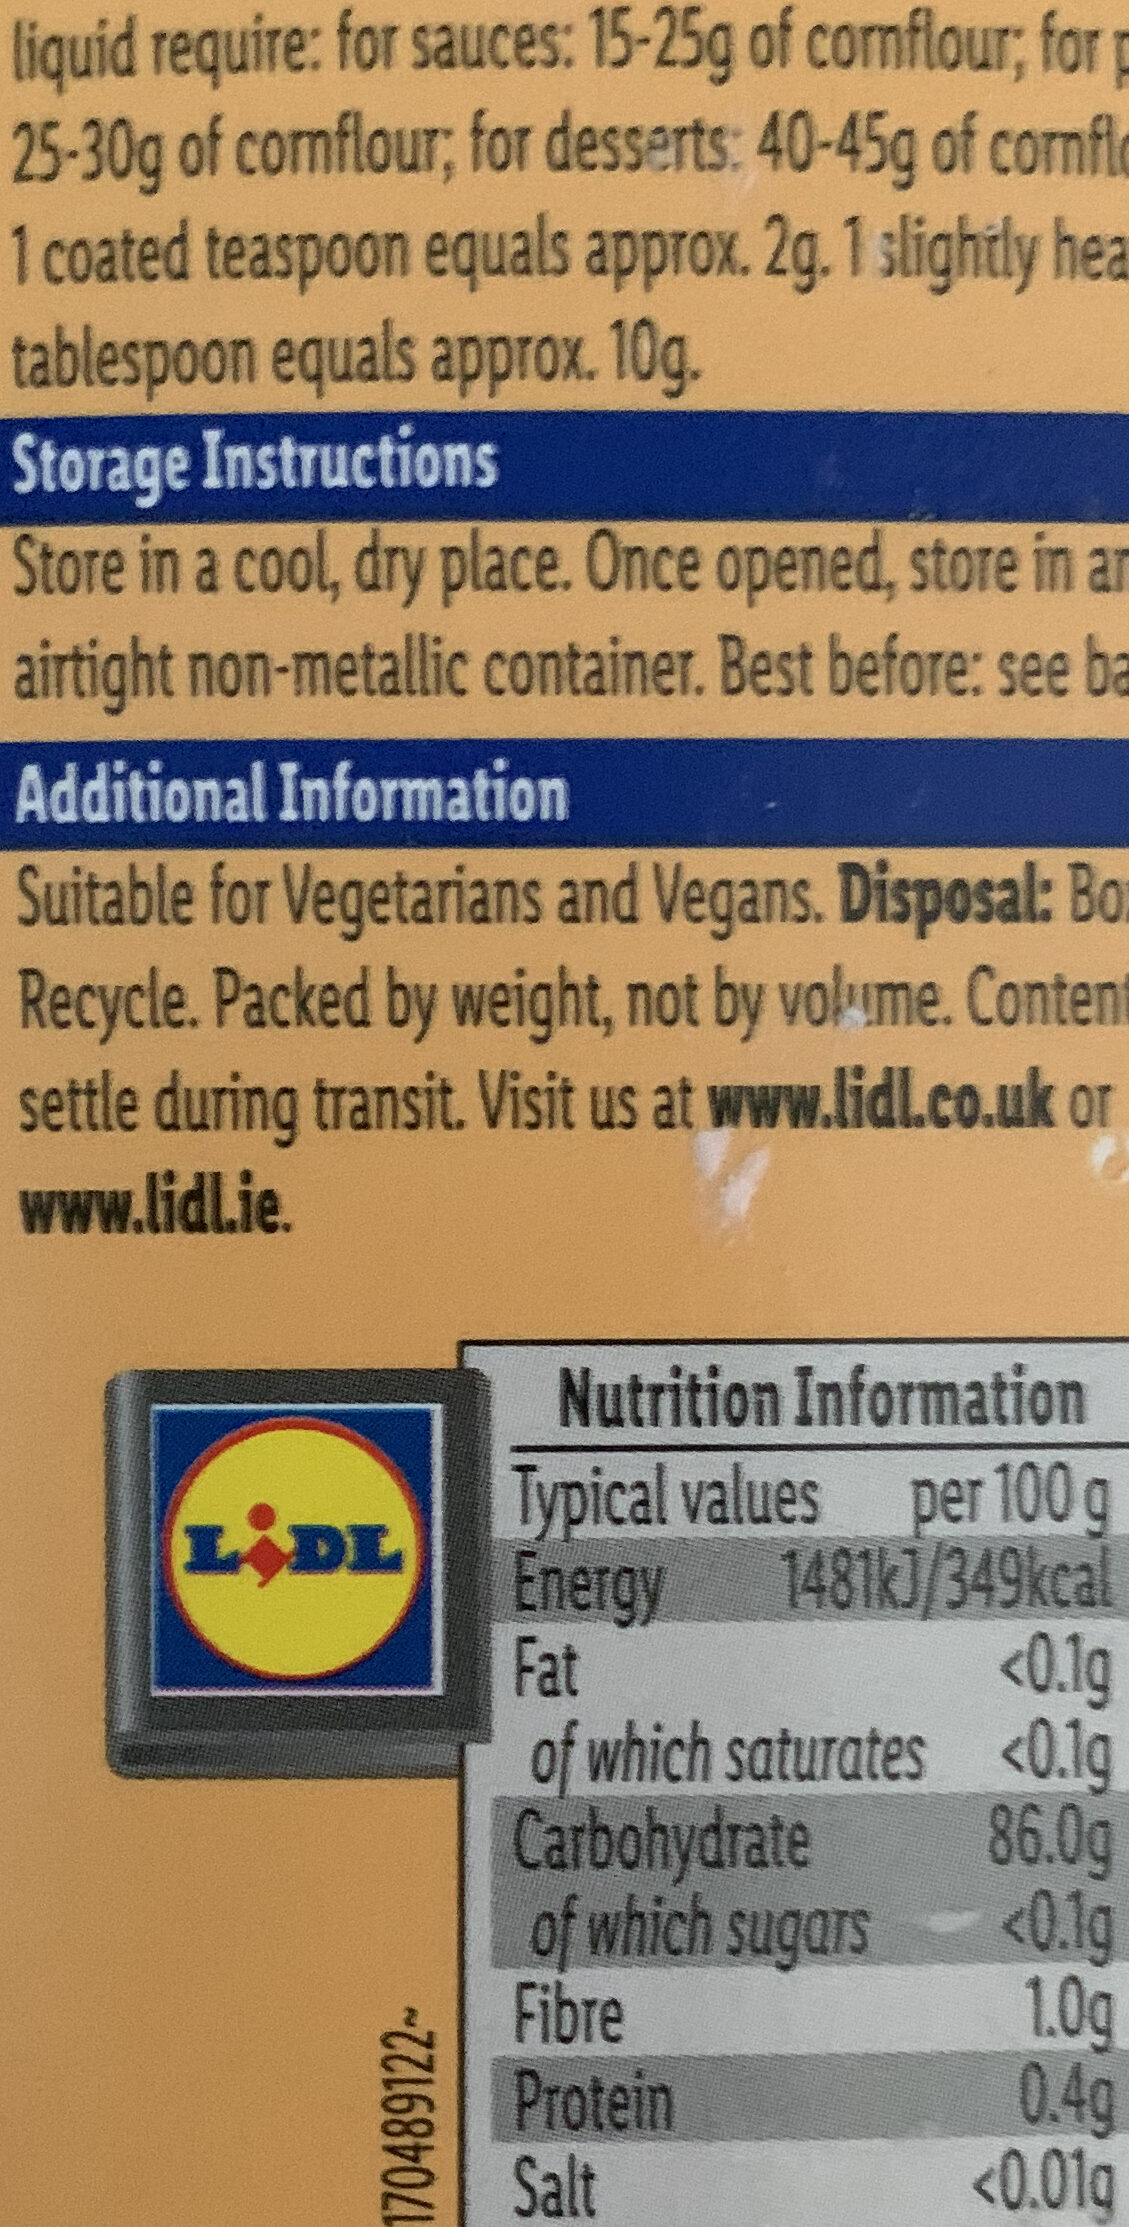 liquid require: for sauces: 15-25g of cornflour; for
25-30g of cornflour; for desserts: 40-45g of
1 coated teaspoon equals approx. 2g. 1 slightly
tablespoon equals approx. 10g.
Storage Instructions
Store in a cool, dry place. Once opened, store in
airtight non-metallic container. Best before: see
Additional Information
Suitable for Vegetarians and Vegans. Disposal:
Recycle. Packed by weight, not by volume.
settle during transit. Visit us at www.lidl.co.uk or
www.lidl.ie.
LiDL
Nutrition Information
Typical values per 100 g
Energy 1481kJ/349kcal
Fat <0.1g
of which saturates <0.1g
Carbohydrate 86.0g
of which sugars <0.1g
Fibre 1.0g
Protein 0.4g
Salt <0.01g
170489122~